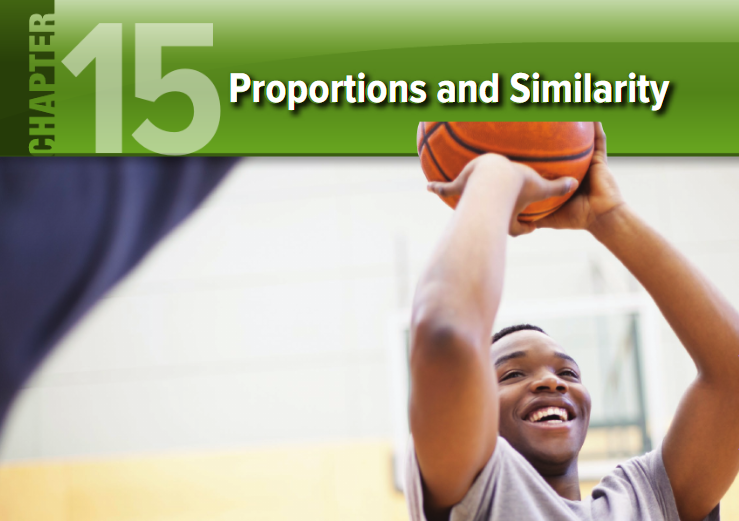 CHAPTER
15
Proportions and Similarity